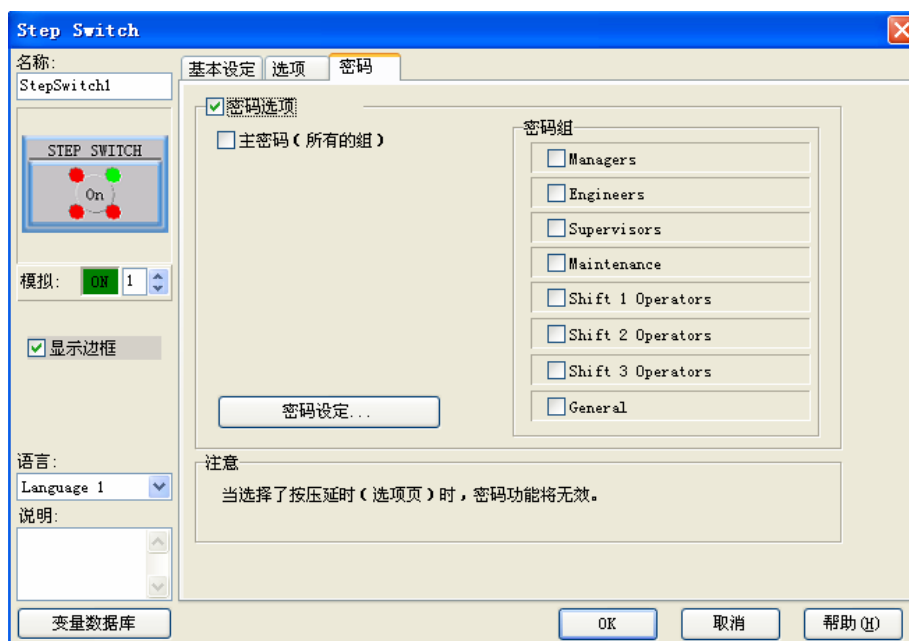 Step Switch
名称:
StepSwitch1
STEP SWITCH
On
模拟: ON 1
显示边框
语言:
Language 1
说明:
变量数据库
基本设定 选项 密码
密码选项
主密码(所有的组)
密码设定...
密码组
Managers
Engineers
Supervisors
Maintenance
Shift 1 Operators
Shift 2 Operators
Shift 3 Operators
General
注意
当选择了按压延时(选项页)时,密码功能将无效。
OK 取消 帮助(H)